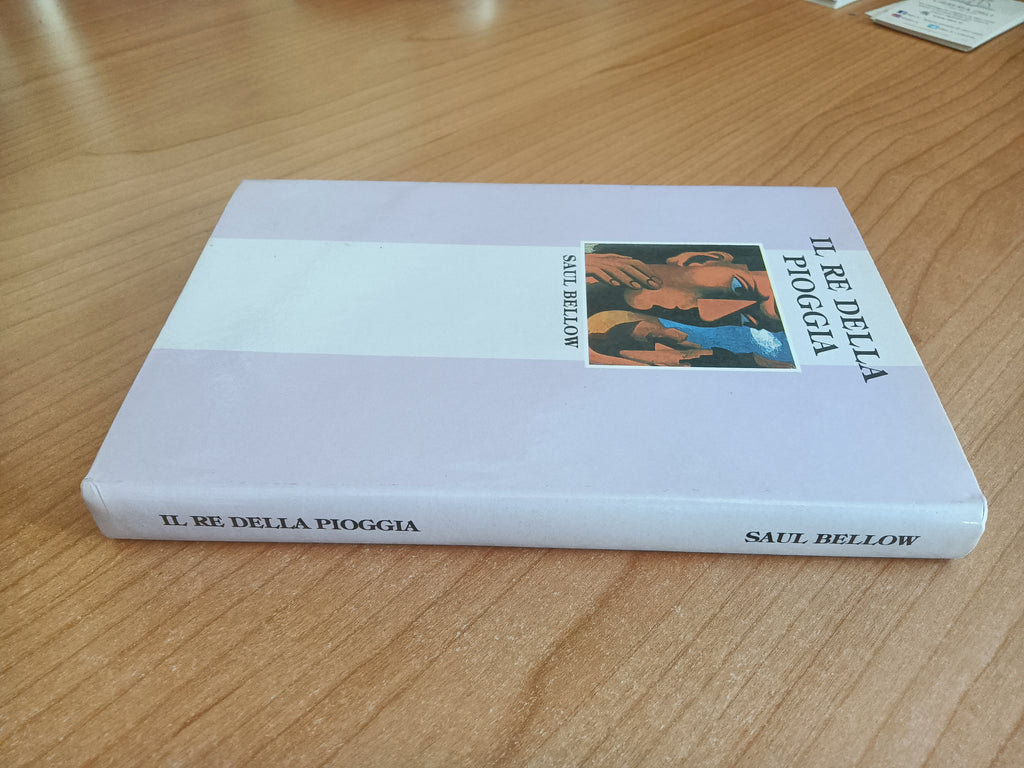 IL RE DELLA
PIOGGIA
SAUL BELLOW
IL RE DELLA PIOGGIA
SAUL BELLOW